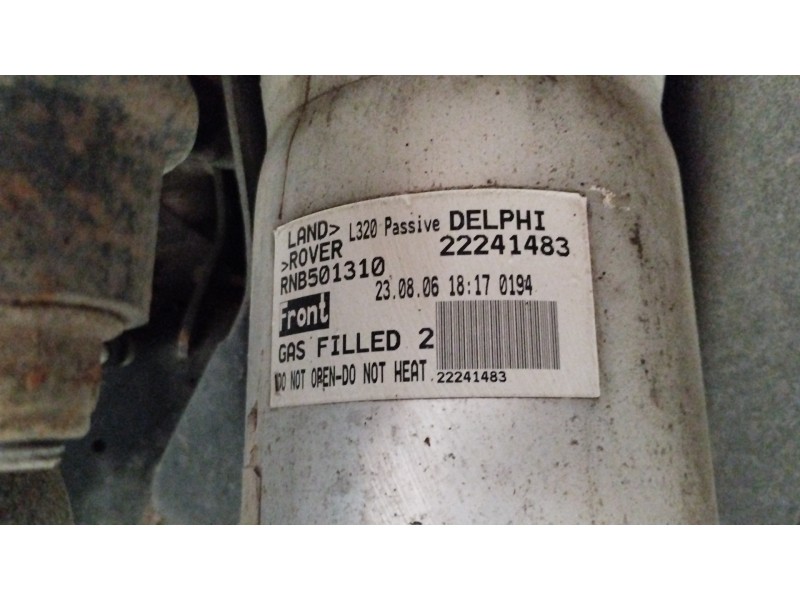 LAND> L320 Passive DELPHI
>ROVER 22241483
RNB501310
23.08.06 18:17 0194
Front
GAS FILLED 2
DO NOT OPEN-DO NOT HEAT 22241483